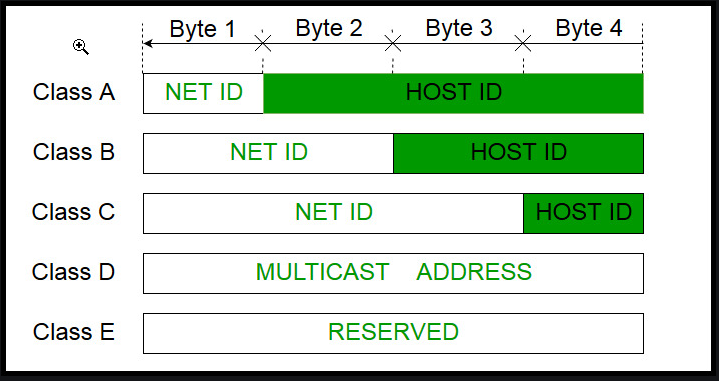 Byte 1 Byte 2 Byte 3 Byte 4
Class A NET ID HOST ID
Class B NET ID HOST ID
Class C NET ID HOST ID
Class D MULTICAST ADDRESS
Class E RESERVED